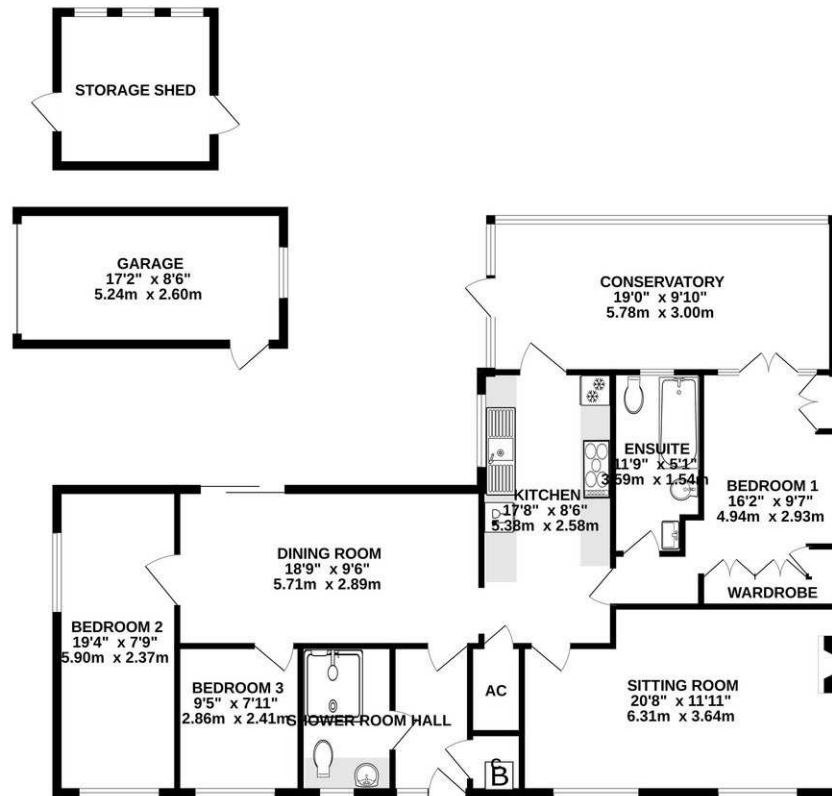 STORAGE SHED
GARAGE
17'2" x 8'6"
5.24m x 2.60m
CONSERVATORY
19'0" x 9'10"
5.78m x 3.00m
ENSUITE
11'9" x 5'1"
3.59m x 1.54m
KITCHEN
17'8" x 8'6"
5.38m x 2.58m
BEDROOM 1
16'2" x 9'7"
4.94m x 2.93m
WARDROBE
DINING ROOM
18'9" x 9'6"
5.71m x 2.89m
BEDROOM 2
19'4" x 7'9"
5.90m x 2.37m
BEDROOM 3
9'5" x 7'11"
2.86m x 2.41m
SHOWER ROOM
HALL
AC
SITTING ROOM
20'8" x 11'11"
6.31m x 3.64m
C
B